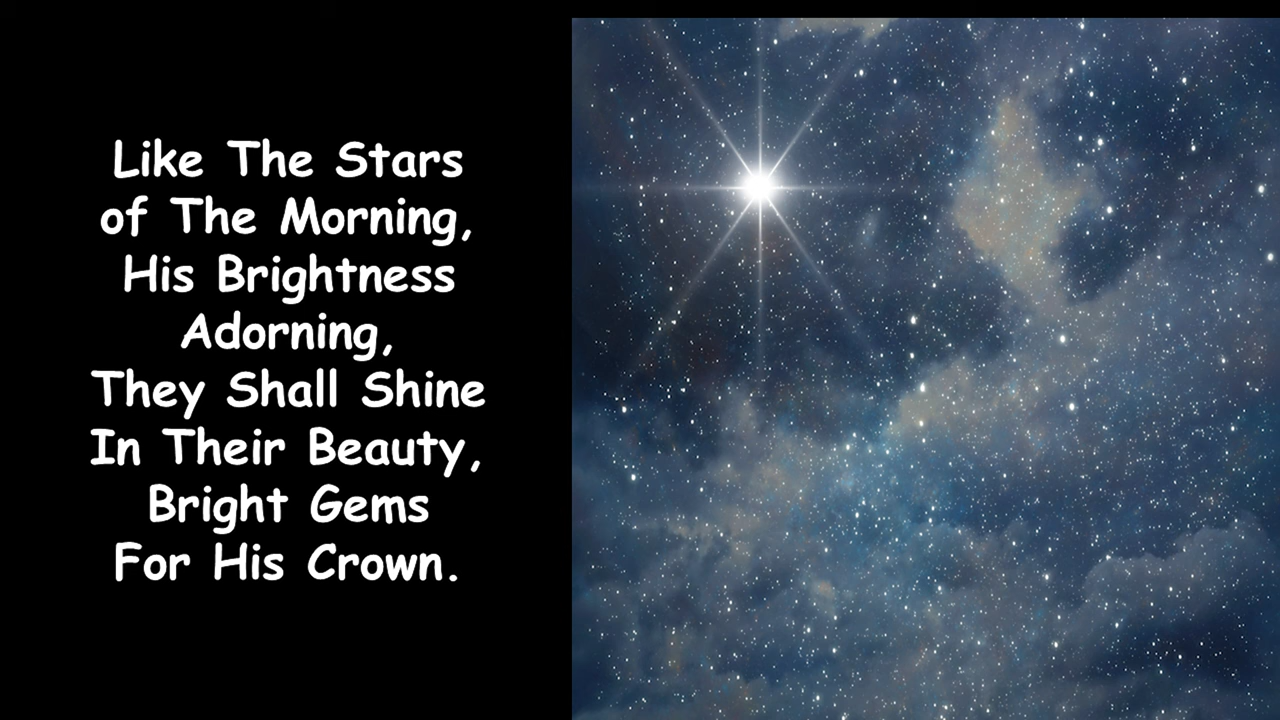 Like The Stars
of The Morning,
His Brightness
Adorning,
They Shall Shine
In Their Beauty,
Bright Gems
For His Crown.